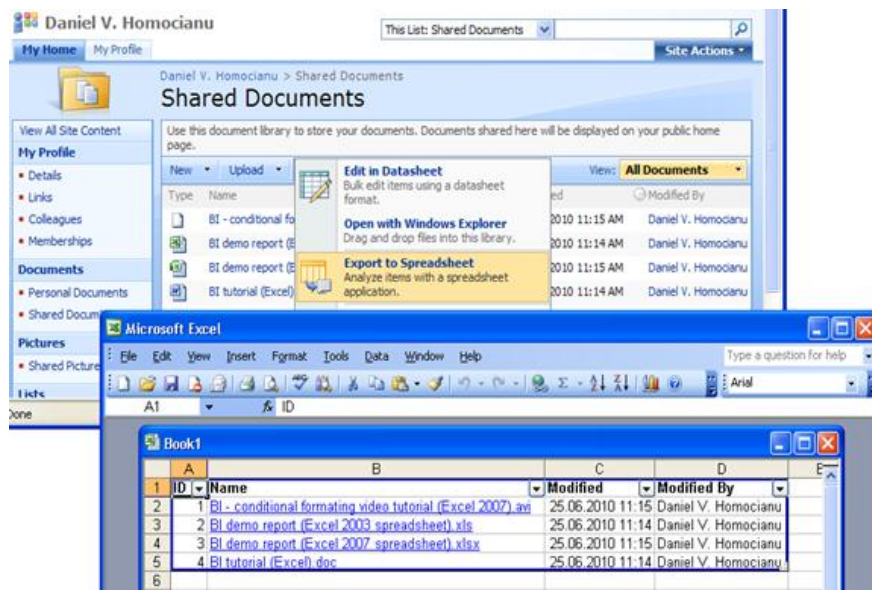 Daniel V. Homocianu
This List: Shared Documents
My Home My Profile
Site Actions
Daniel V. Homocianu > Shared Documents
Shared Documents
View All Site Content
My Profile
Details
Links
Colleagues
Memberships
Documents
Personal Documents
Shared Docum
Pictures
Shared Picture
Lists
Done
Use this document library to store your documents. Documents shared here will be displayed on your public home
page.
New Upload
View: All Documents
Type Name ed Modified By
BI - conditional fo 2010 11:15 AM Daniel V. Homocianu
BI demo report (E 2010 11:14 AM Daniel V. Homocianu
BI demo report (E 2010 11:15 AM Daniel V. Homocianu
BI tutorial (Excel) 2010 11:14 AM Daniel V. Homocianu
Edit in Datasheet
Bulk edit items using a datasheet
format.
Open with Windows Explorer
Drag and drop files into this library.
Export to Spreadsheet
Analyze items with a spreadsheet
application.
Microsoft Excel
File Edit View Insert Format Tools Data Window Help
Type a question for help
Arial
A1 fx ID
Book1
A B C D E
1 ID Name Modified Modified By
2 1 BI - conditional formating video tutorial (Excel 2007).avi 25.06.2010 11:15 Daniel V. Homocianu
3 2 BI demo report (Excel 2003 spreadsheet).xls 25.06.2010 11:14 Daniel V. Homocianu
4 3 BI demo report (Excel 2007 spreadsheet).xlsx 25.06.2010 11:15 Daniel V. Homocianu
5 4 BI tutorial (Excel).doc 25.06.2010 11:14 Daniel V. Homocianu
6